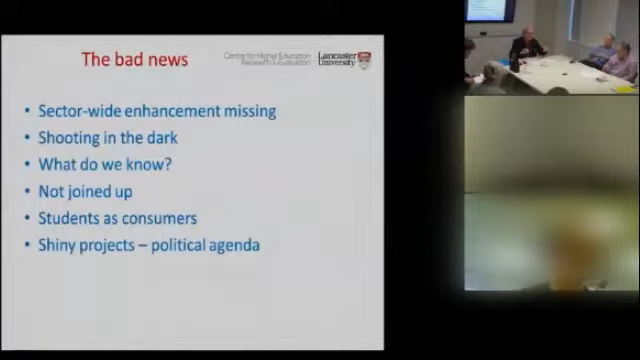 The bad news
Centre for Higher Education
Research & Evaluation
Lancaster
University
• Sector-wide enhancement missing
• Shooting in the dark
• What do we know?
• Not joined up
• Students as consumers
• Shiny projects – political agenda